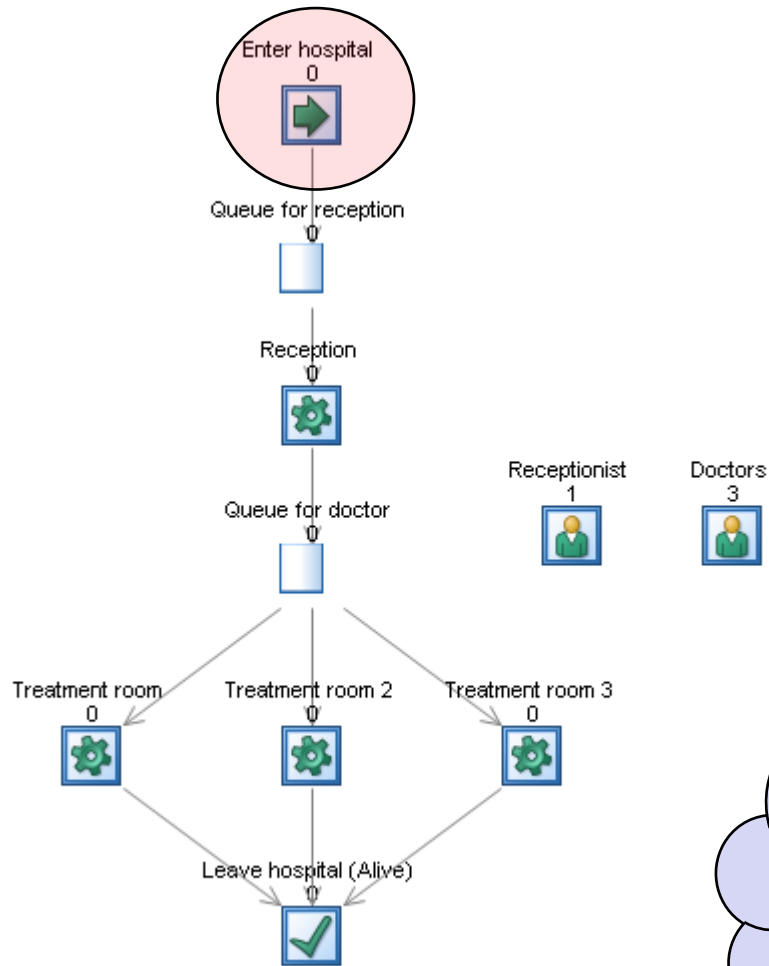 Enter hospital
0
Queue for reception
0
Reception
0
Receptionist
1
Doctors
3
Queue for doctor
0
Treatment room
0
Treatment room 2
0
Treatment room 3
0
Leave hospital (Alive)
0